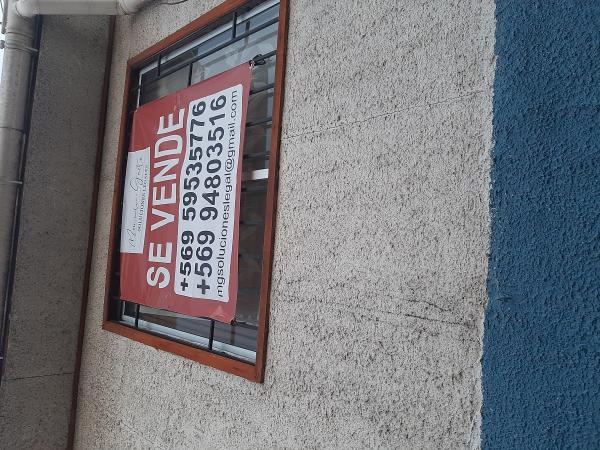 SE VENDE
+569 59535776
+569 94803516
mgsolucioneslegal@gmail.com